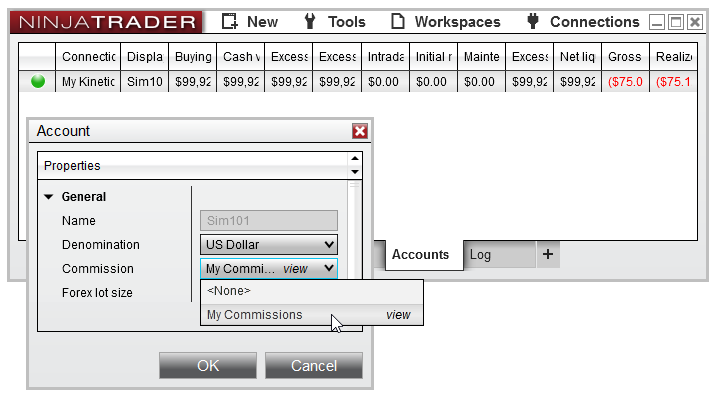 NINJATRADER New Tools Workspaces Connections
Connectic Displa Buying Cash v Excess Excess Intrada Initial r Mainte Excess Net liq Gross Realize
My Kinetic Sim10 $99,92 $99,92 $99,92 $99,92 $0.00 $0.00 $0.00 $99,92 $99,92 ($75.0 ($75.1
Account
Properties
General
Name Sim101
Denomination US Dollar
Accounts Log +
Commission My Commi... view
Forex lot size <None>
My Commissions view
OK Cancel